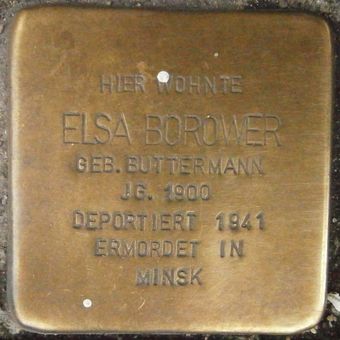 HIER WOHNTE
ELSA BOROWER
GEB. BUTTERMANN
JG. 1900
DEPORTIERT 1941
ERMORDET IN
MINSK